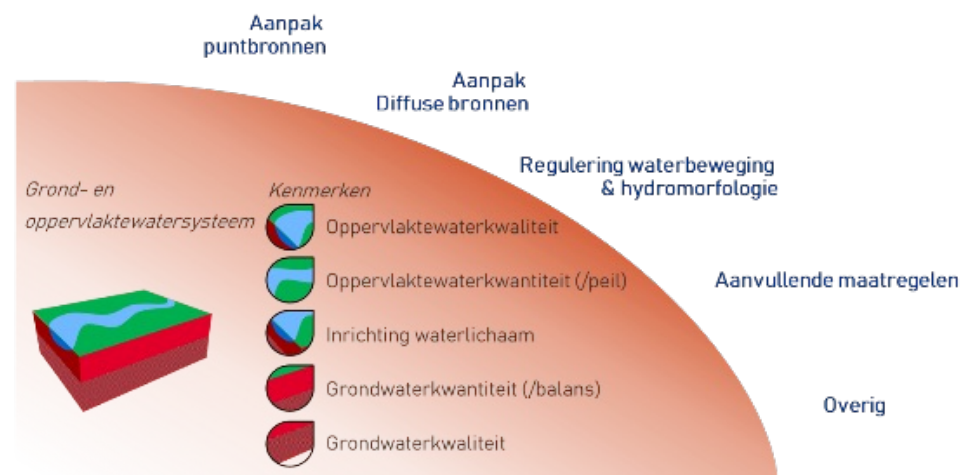 Aanpak
puntbronnen
Aanpak
Diffuse bronnen
Regulering waterbeweging
& hydromorfologie
Aanvullende maatregelen
Overig
Grond- en
oppervlaktewatersysteem
Kenmerken
Oppervlaktewaterkwaliteit
Oppervlaktewaterkwantiteit (/peil)
Inrichting waterlichaam
Grondwaterkwantiteit (/balans)
Grondwaterkwaliteit